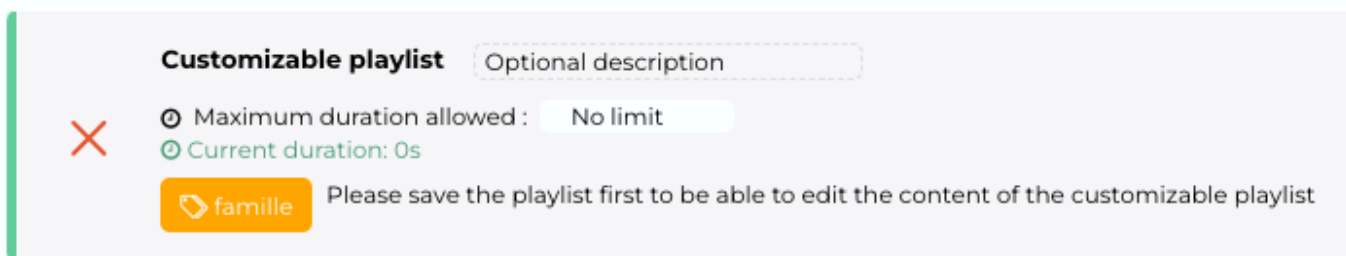 Customizable playlist Optional description
Maximum duration allowed : No limit
Current duration: 0s
famille Please save the playlist first to be able to edit the content of the customizable playlist